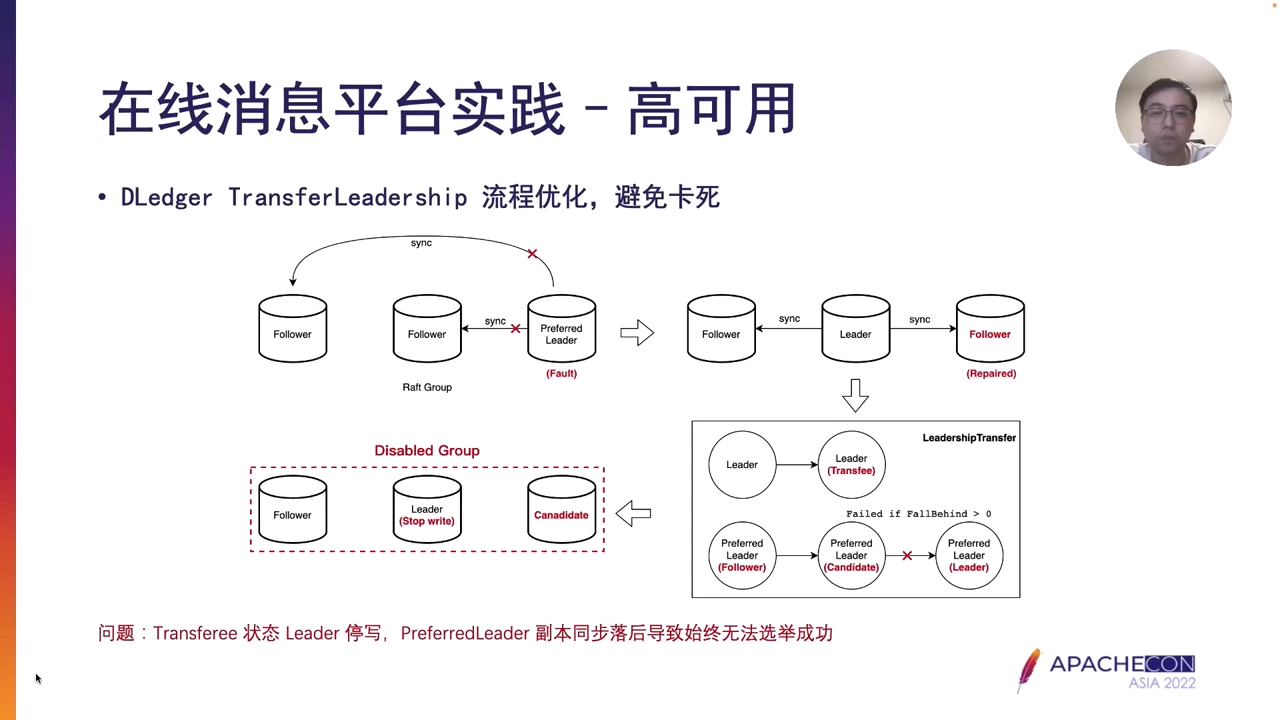 在线消息平台实践 - 高可用
• DLedger TransferLeadership 流程优化，避免卡死
sync
Follower
Follower
sync
Preferred
Leader
(Fault)
Raft Group
Follower
sync
Leader
sync
Follower
(Repaired)
LeadershipTransfer
Leader
Leader
(Transfee)
Failed if FallBehind > 0
Preferred
Leader
(Follower)
Preferred
Leader
(Candidate)
Preferred
Leader
(Leader)
Disabled Group
Follower
Leader
(Stop write)
Canadidate
问题：Transferee 状态 Leader 停写，PreferredLeader 副本同步落后导致始终无法选举成功
APACHECON
ASIA 2022